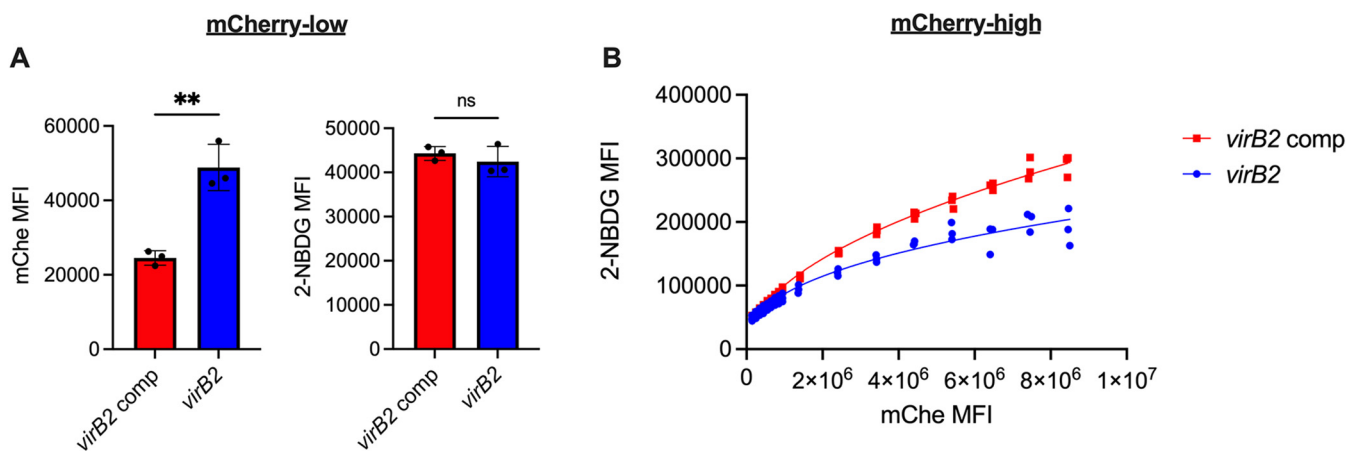 mCherry-low
mCherry-high
A
**
mChe MFI
60000
40000
20000
0
virB2 comp
virB2
ns
2-NBDG MFI
50000
40000
30000
20000
10000
0
virB2 comp
virB2
B
2-NBDG MFI
400000
300000
200000
100000
0
0
2×10⁶
4×10⁶
6×10⁶
8×10⁶
1×10⁷
mChe MFI
virB2 comp
virB2